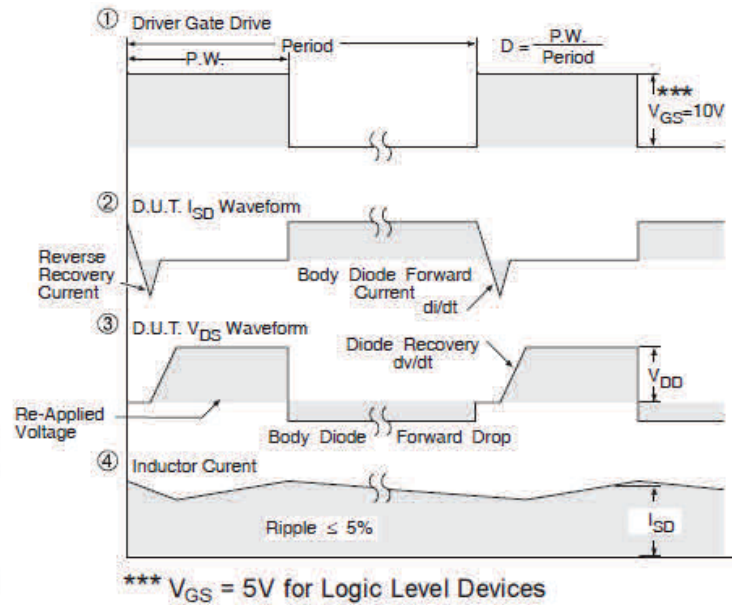 ① Driver Gate Drive
Period
P.W.
D = P.W.
Period
***
VGS=10V
② D.U.T. ISD Waveform
Reverse
Recovery
Current
Body Diode Forward
Current
di/dt
③ D.U.T. VDS Waveform
Diode Recovery
dv/dt
VDD
Re-Applied
Voltage
Body Diode Forward Drop
④ Inductor Curent
Ripple ≤ 5%
ISD
*** VGS = 5V for Logic Level Devices